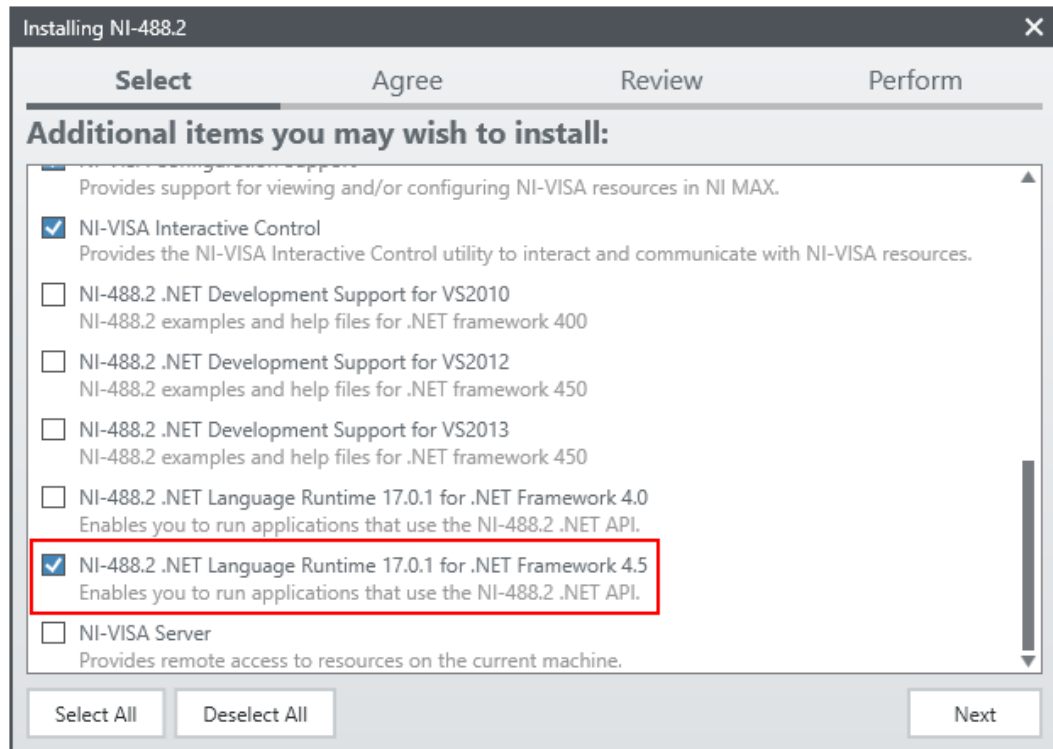 Installing NI-488.2
Select
Agree
Review
Perform
Additional items you may wish to install:
NI-VISA Configuration Support
Provides support for viewing and/or configuring NI-VISA resources in NI MAX.
NI-VISA Interactive Control
Provides the NI-VISA Interactive Control utility to interact and communicate with NI-VISA resources.
NI-488.2 .NET Development Support for VS2010
NI-488.2 examples and help files for .NET framework 400
NI-488.2 .NET Development Support for VS2012
NI-488.2 examples and help files for .NET framework 450
NI-488.2 .NET Development Support for VS2013
NI-488.2 examples and help files for .NET framework 450
NI-488.2 .NET Language Runtime 17.0.1 for .NET Framework 4.0
Enables you to run applications that use the NI-488.2 .NET API.
NI-488.2 .NET Language Runtime 17.0.1 for .NET Framework 4.5
Enables you to run applications that use the NI-488.2 .NET API.
NI-VISA Server
Provides remote access to resources on the current machine.
Select All
Deselect All
Next